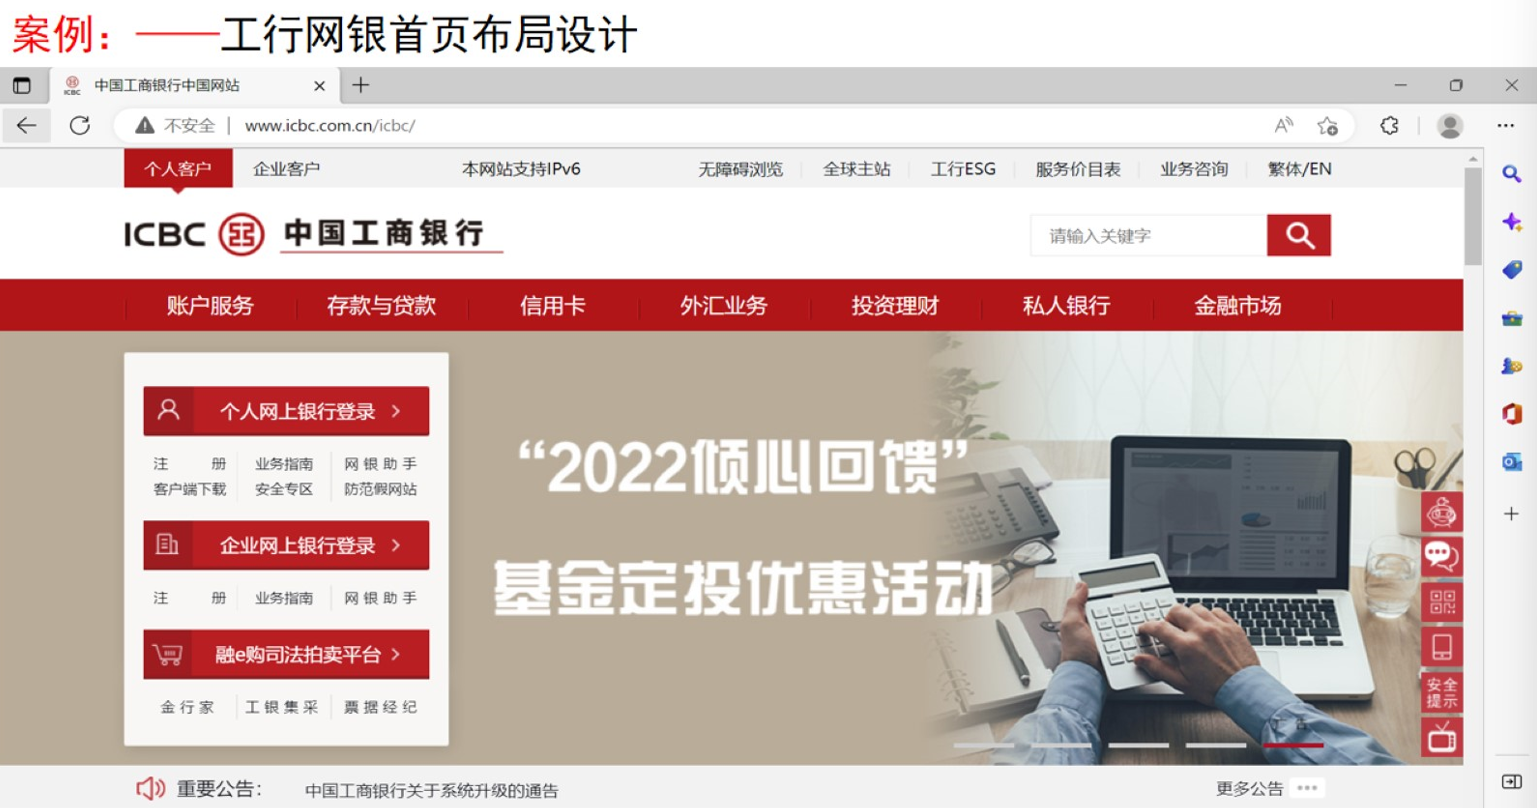 案例：——工行网银首页布局设计
中国工商银行中国网站
不安全 | www.icbc.com.cn/icbc/
个人客户 企业客户 本网站支持IPv6 无障碍浏览 全球主站 工行ESG 服务价目表 业务咨询 繁体/EN
ICBC 中国工商银行
请输入关键字
账户服务 存款与贷款 信用卡 外汇业务 投资理财 私人银行 金融市场
个人网上银行登录
注 册 业务指南 网银助手
客户端下载 安全专区 防范假网站
企业网上银行登录
注 册 业务指南 网银助手
融e购司法拍卖平台
金行家 工银集采 票据经纪
“2022倾心回馈”
基金定投优惠活动
安全
提示
广告
重要公告： 中国工商银行关于系统升级的通告 更多公告